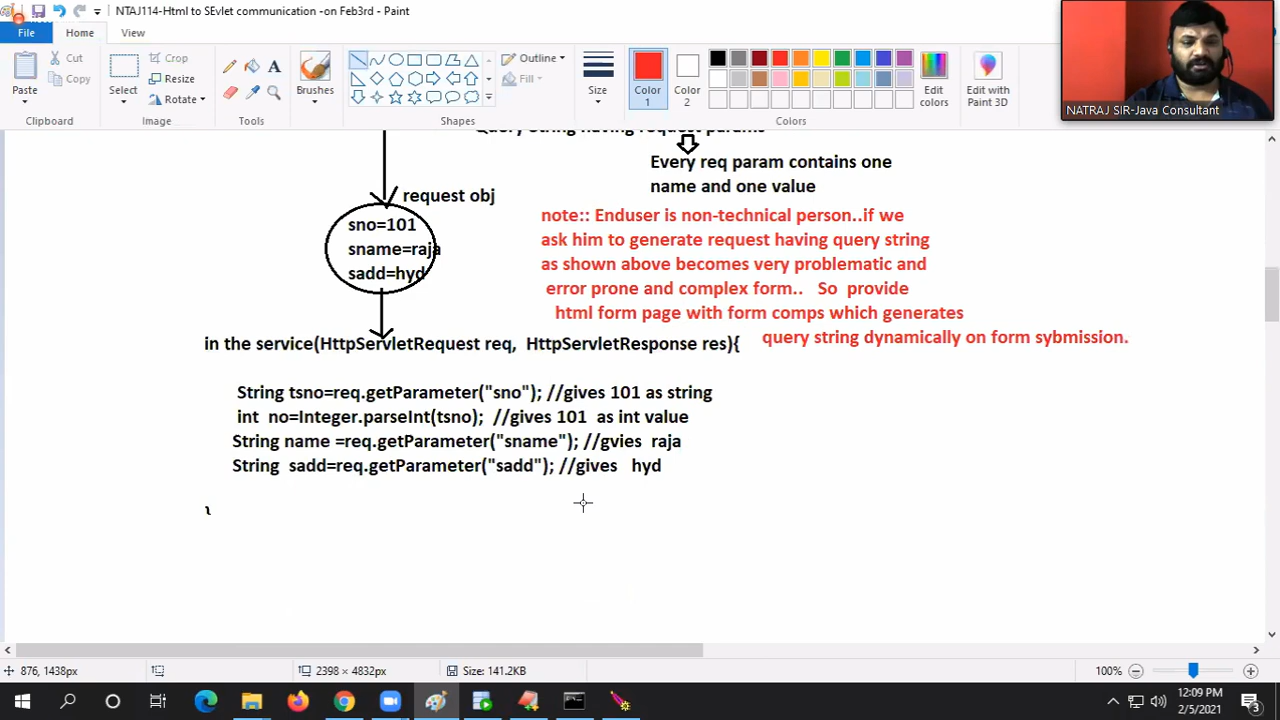 NTAJ114-Html to SEvlet communication -on Feb3rd - Paint
File
Home
View
Paste
Cut
Copy
Clipboard
Select
Crop
Resize
Rotate
Image
Tools
Brushes
Outline
Fill
Shapes
Size
Color
1
Color
2
Edit
colors
Colors
Edit with
Paint 3D
NATRAJ SIR-Java Consultant
Query String having request params
Every req param contains one
name and one value
request obj
sno=101
sname=raja
sadd=hyd
note:: Enduser is non-technical person..if we
ask him to generate request having query string
as shown above becomes very problematic and
error prone and complex form.. So provide
html form page with form comps which generates
query string dynamically on form sybmission.
in the service(HttpServletRequest req, HttpServletResponse res){
String tsno=req.getParameter("sno"); //gives 101 as string
int no=Integer.parseInt(tsno); //gives 101 as int value
String name =req.getParameter("sname"); //gvies raja
String sadd=req.getParameter("sadd"); //gives hyd
876, 1438px
2398 × 4832px
Size: 141.2KB
100%
12:09 PM
2/5/2021
3